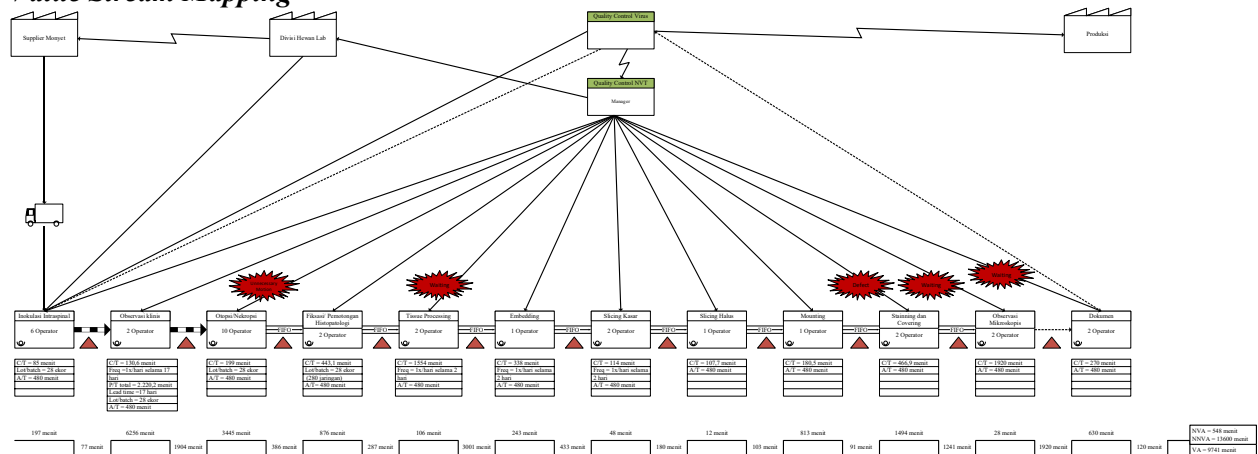 Value Stream Mapping
Supplier Monyet
Divisi Hewan Lab
Quality Control Virus
Produksi
Quality Control NVT
Manager
Waiting
Defect
Waiting
Waiting
Inokulasi Intraspinal
6 Operator
C/T = 85 menit
Lot/batch = 28 ekor
A/T = 480 menit
Observasi klinis
2 Operator
C/T = 130,6 menit
Freq =1x/hari selama 17
hari
P/T total = 2.220,2 menit
Lead time =17 hari
Lot/batch = 28 ekor
A/T = 480 menit
Otopsi/Nekropsi
10 Operator
C/T = 199 menit
Lot/batch = 28 ekor
A/T = 480 menit
FIFO
Fiksasi/ Pemotongan
Histopatologi
2 Operator
C/T = 443,1 menit
Lot/batch = 28 ekor
(280 jaringan)
A/T= 480 menit
FIFO
Tissue Processing
2 Operator
C/T = 1554 menit
Freq = 1x/hari selama 2
hari
A/T = 480 menit
FIFO
Embedding
1 Operator
C/T = 338 menit
Freq = 1x/hari selama
2 hari
A/T = 480 menit
FIFO
Slicing Kasar
2 Operator
C/T = 114 menit
Freq = 1x/hari selama
2 hari
A/T = 480 menit
FIFO
Slicing Halus
1 Operator
C/T = 107,7 menit
A/T = 480 menit
FIFO
Mounting
1 Operator
C/T = 180,5 menit
A/T = 480 menit
FIFO
Stainning dan
Covering
2 Operator
C/T = 466,9 menit
A/T = 480 menit
FIFO
Observasi
Mikroskopis
2 Operator
C/T = 1920 menit
A/T = 480 menit
Dokumen
2 Operator
C/T = 270 menit
A/T = 480 menit
197 menit
77 menit
6256 menit
1904 menit
3445 menit
386 menit
876 menit
287 menit
106 menit
3001 menit
243 menit
433 menit
48 menit
180 menit
12 menit
103 menit
813 menit
91 menit
1494 menit
1241 menit
28 menit
1920 menit
630 menit
120 menit
NVA = 548 menit
NNVA = 13600 menit
VA = 9741 menit